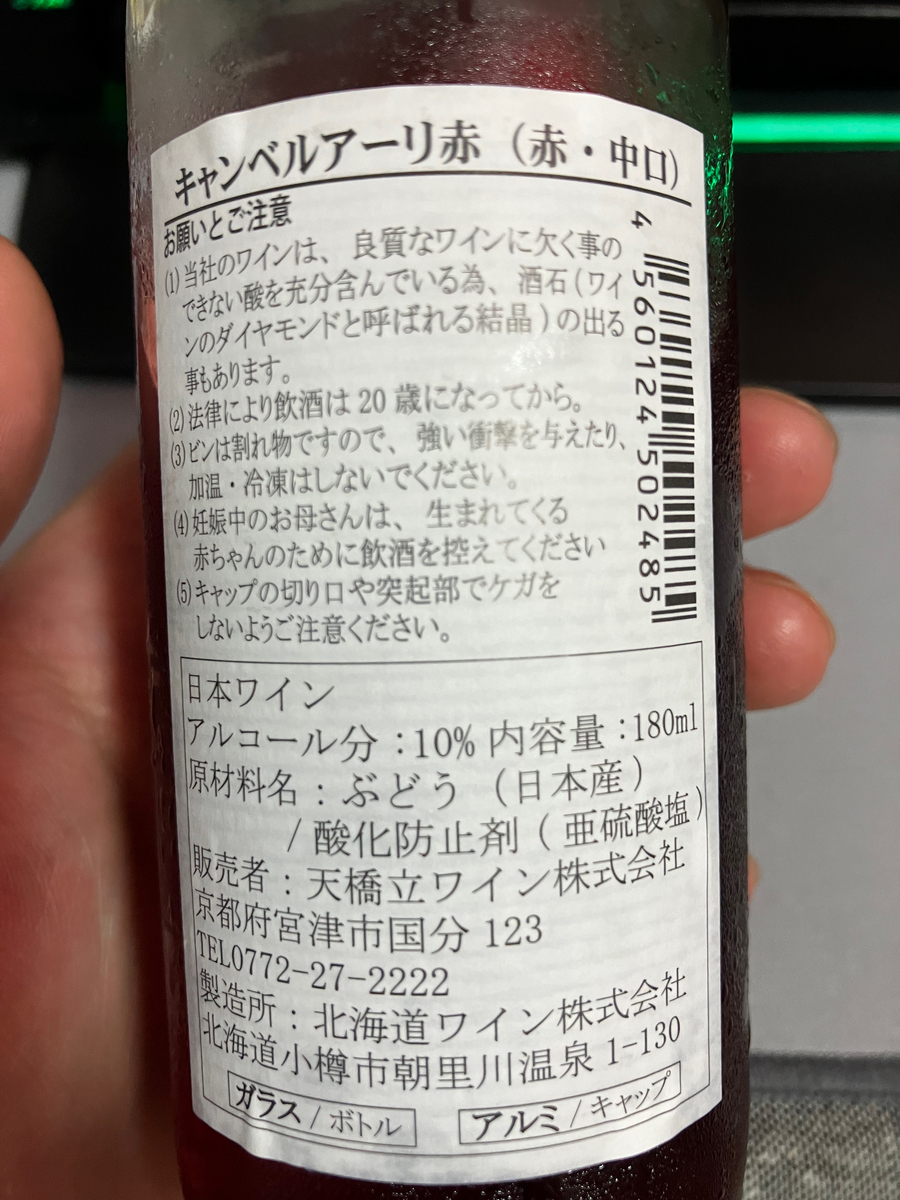 キャンベルアーリ赤（赤・中口）
お願いとご注意
(1)当社のワインは、良質なワインに欠く事の
できない酸を充分含んでいる為、酒石(ワイ
ンのダイヤモンドと呼ばれる結晶)の出る
事もあります。
(2)法律により飲酒は20歳になってから。
(3)ビンは割れ物ですので、強い衝撃を与えたり、
加温・冷凍はしないでください。
(4)妊娠中のお母さんは、生まれてくる
赤ちゃんのために飲酒を控えてください
(5)キャップの切り口や突起部でケガを
しないようご注意ください。
4 560124 502485
日本ワイン
アルコール分：10% 内容量：180ml
原材料名：ぶどう（日本産）
/酸化防止剤(亜硫酸塩)
販売者：天橋立ワイン株式会社
京都府宮津市国分123
TEL0772-27-2222
製造所：北海道ワイン株式会社
北海道小樽市朝里川温泉1-130
ガラス/ボトル アルミ/キャップ